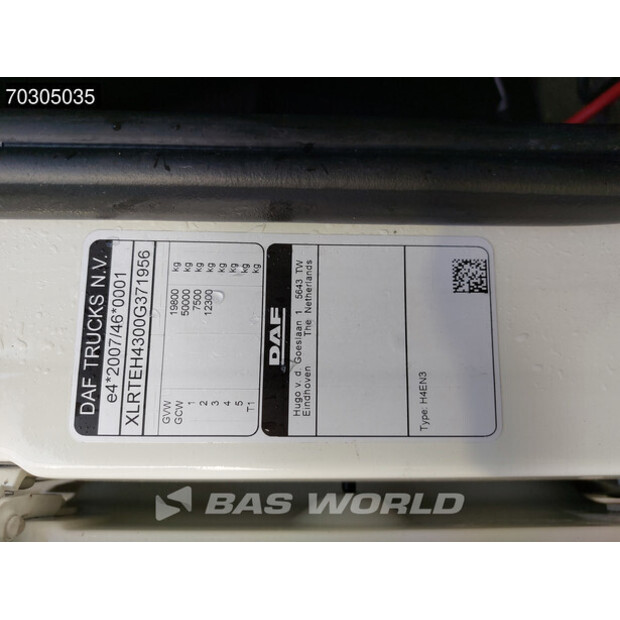 70305035
DAF TRUCKS N.V.
e4*2007/46*0001
XLRTEH4300G371956
GVW 19800 kg
GCW 50000 kg
1 7500 kg
2 12300 kg
3 kg
4 kg
5 kg
T1 kg
DAF
Hugo v. d. Goeslaan 1 5643 TW
Eindhoven The Netherlands
Type: H4EN3
BAS WORLD